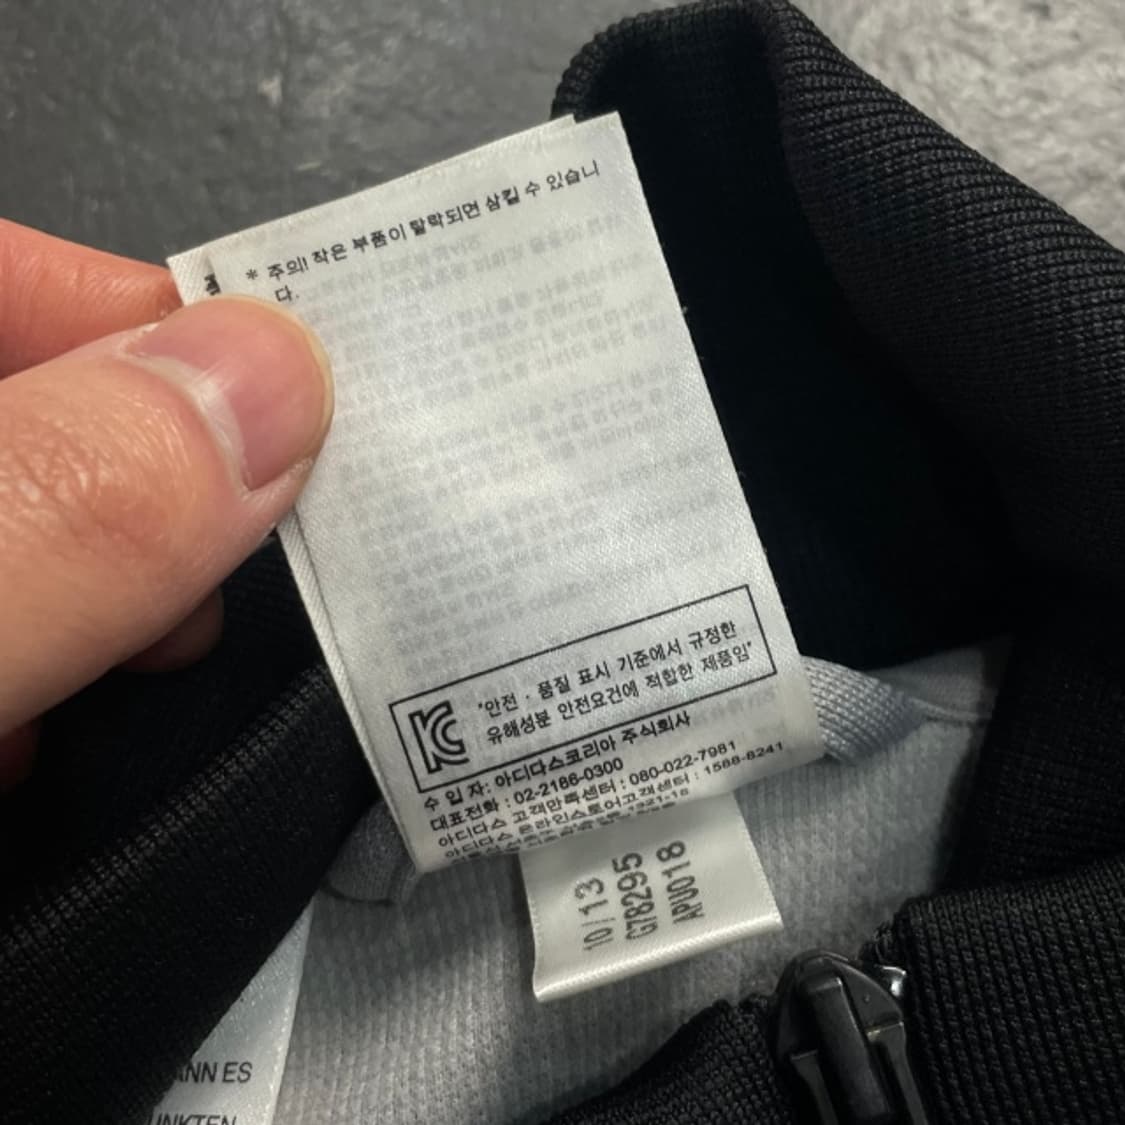 * 주의! 작은 부품이 탈락되면 삼킬 수 있습니
다.
KC
"안전 · 품질 표시 기준에서 규정한
유해성분 안전요건에 적합한 제품임"
수 입 자: 아디다스코리아 주식회사
대표전화 : 02-2186-0300
아디다스 고객만족센터 : 080-022-7981
아디다스 온라인스토어고객센터 : 1588-8241
10/13
G78295
APU018
ANN ES
UNKTEN